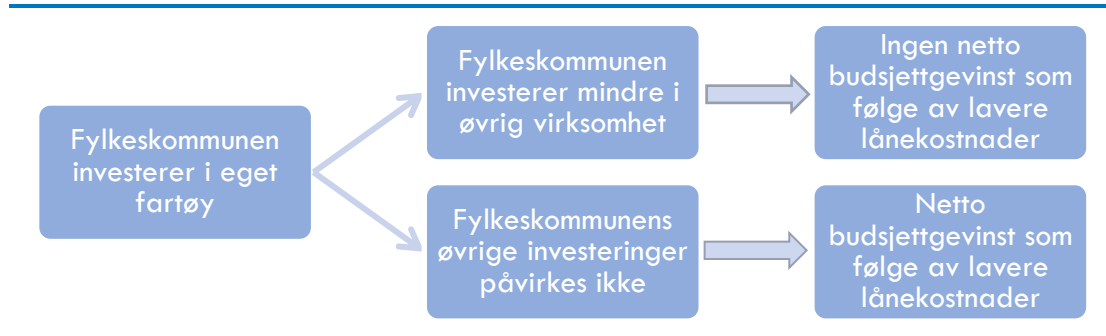 Fylkeskommunen
investerer i eget
fartøy
Fylkeskommunen
investerer mindre i
øvrig virksomhet
Ingen netto
budsjettgevinst som
følge av lavere
lånekostnader
Fylkeskommunens
øvrige investeringer
påvirkes ikke
Netto
budsjettgevinst som
følge av lavere
lånekostnader